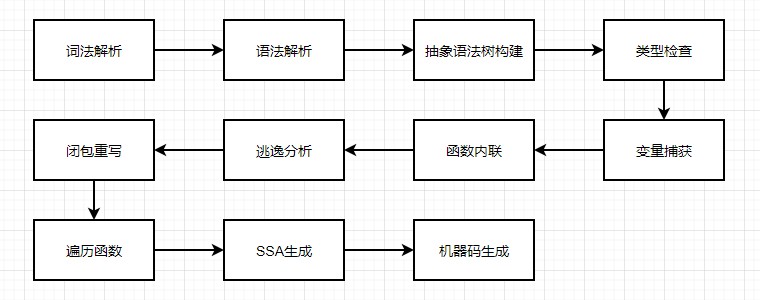 词法解析
语法解析
抽象语法树构建
类型检查
变量捕获
函数内联
逃逸分析
闭包重写
遍历函数
SSA生成
机器码生成